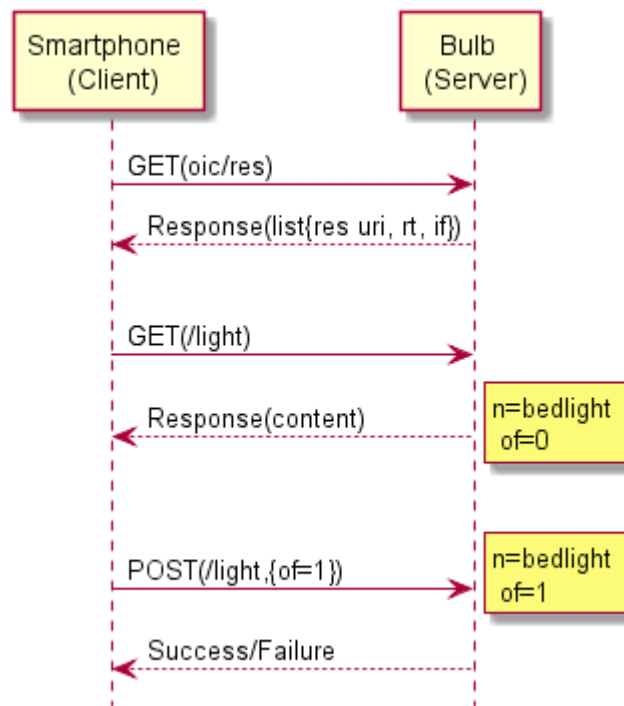 Smartphone
(Client)
Bulb
(Server)
GET(oic/res)
Response(list{res uri, rt, if})
GET(/light)
Response(content)
n=bedlight
of=0
POST(/light,{of=1})
n=bedlight
of=1
Success/Failure